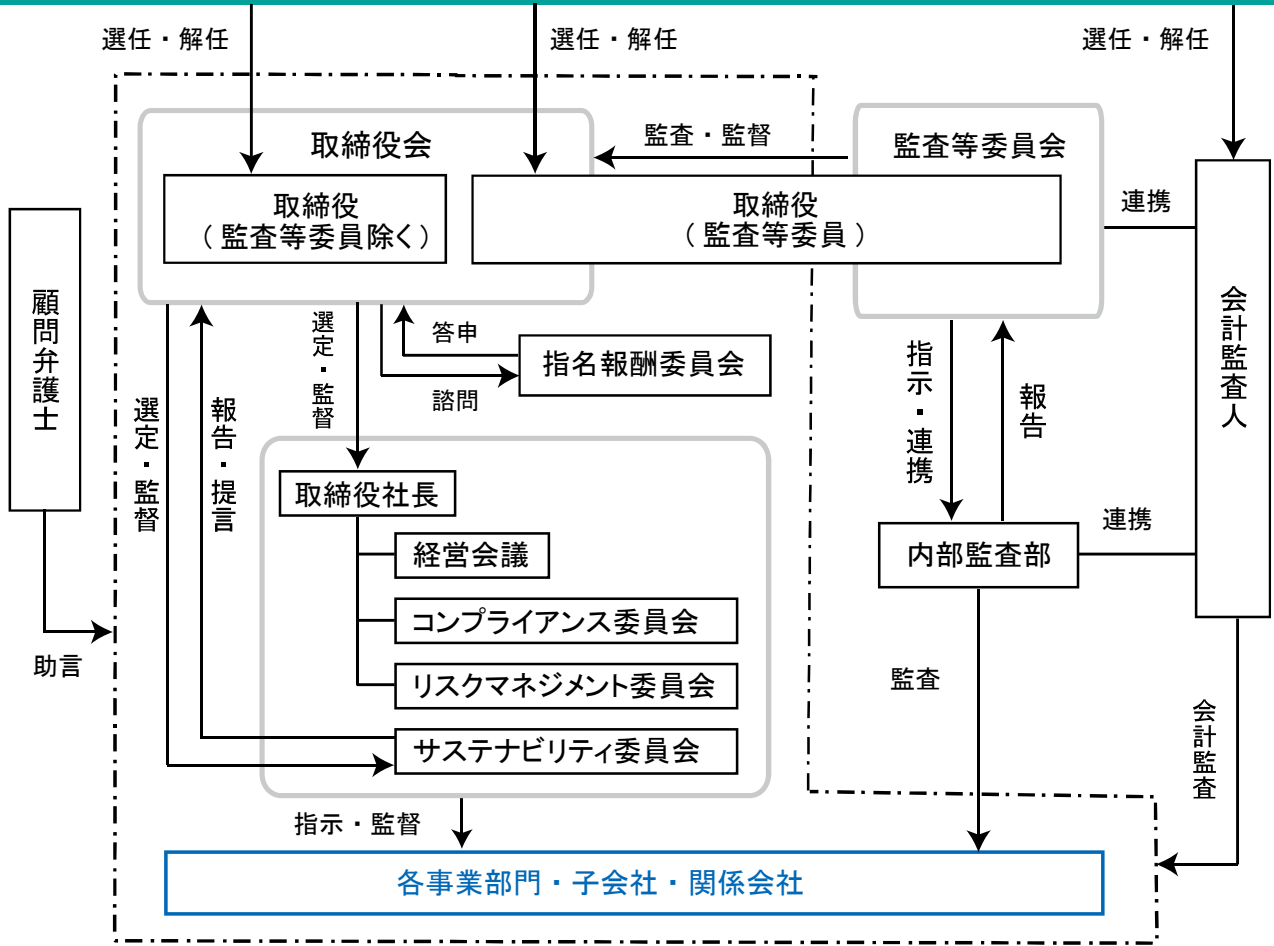 選任・解任
選任・解任
選任・解任
取締役会
監査・監督
監査等委員会
取締役
（監査等委員除く）
取締役
（監査等委員）
連携
顧問弁護士
会計監査人
選定・監督
答申
指名報酬委員会
諮問
指示・連携
報告
選定・監督
報告・提言
取締役社長
経営会議
内部監査部
連携
コンプライアンス委員会
助言
リスクマネジメント委員会
監査
サステナビリティ委員会
会計監査
指示・監督
各事業部門・子会社・関係会社